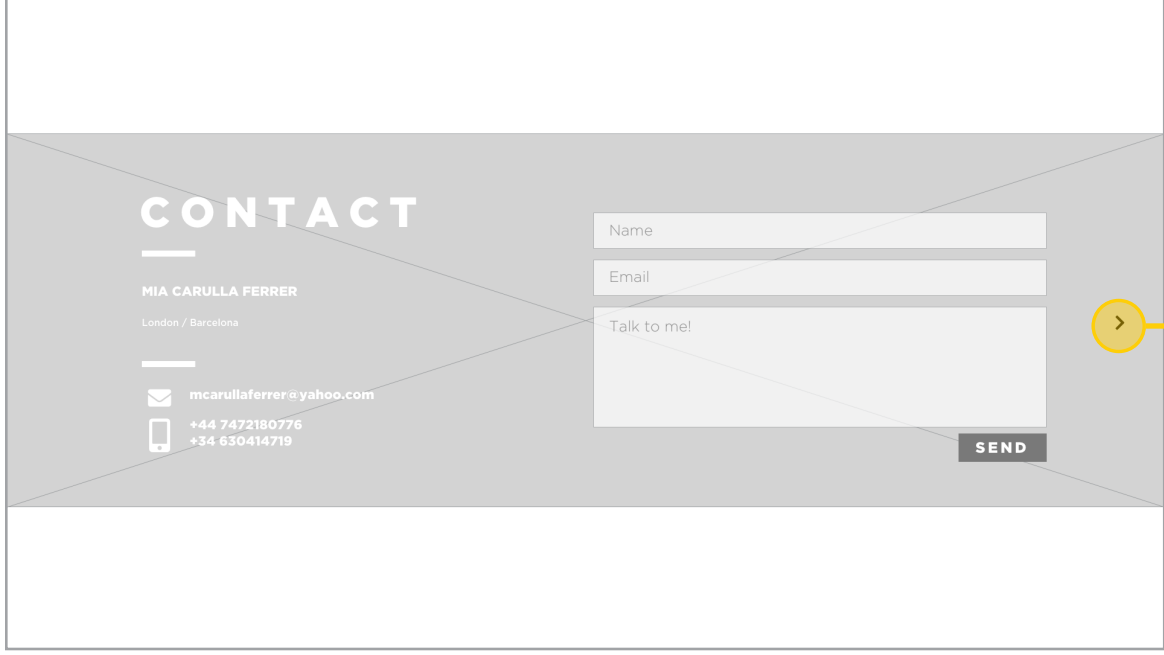 CONTACT
MIA CARULLA FERRER
London / Barcelona
mcarullaferrer@yahoo.com
+44 7472180776
+34 630414719
Name
Email
Talk to me!
SEND